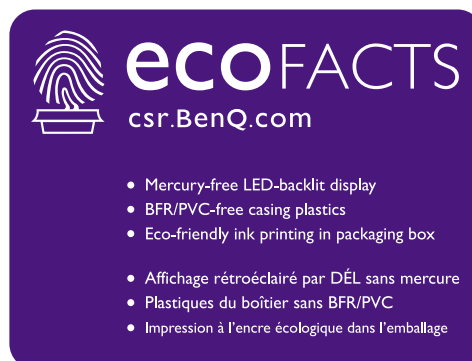 ecoFACTS
csr.BenQ.com
• Mercury-free LED-backlit display
• BFR/PVC-free casing plastics
• Eco-friendly ink printing in packaging box
• Affichage rétroéclairé par DÉL sans mercure
• Plastiques du boîtier sans BFR/PVC
• Impression à l'encre écologique dans l'emballage